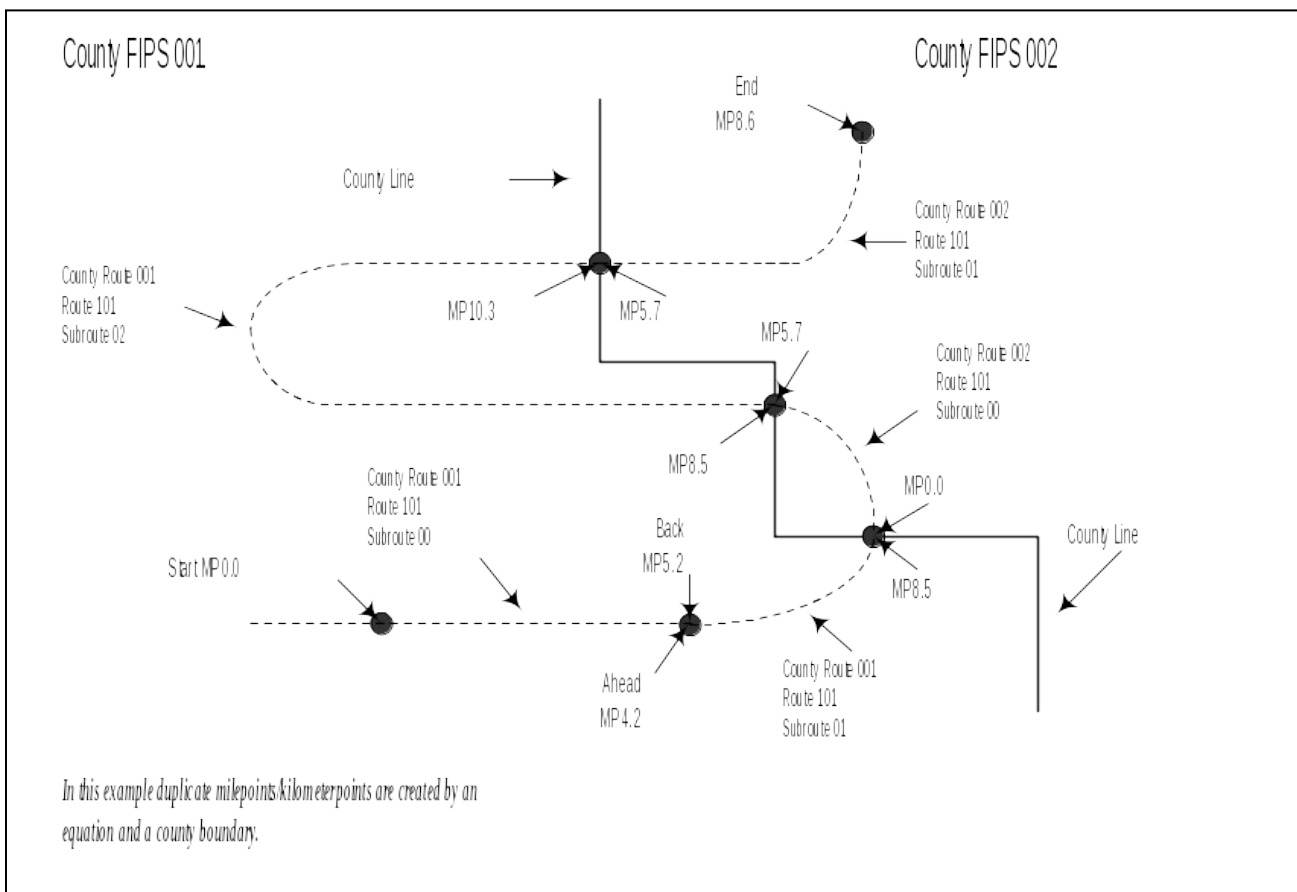 County FIPS 001
County FIPS 002
End
MP8.6
County Line
County Route 002
Route 101
Subroute 01
County Route 001
Route 101
Subroute 02
MP10.3
MP5.7
MP5.7
County Route 002
Route 101
Subroute 00
MP8.5
County Route 001
Route 101
Subroute 00
MP0.0
Back
MP5.2
County Line
Start MP0.0
MP8.5
Ahead
MP4.2
County Route 001
Route 101
Subroute 01
In this example duplicate milepoints/kilometerpoints are created by an
equation and a county boundary.